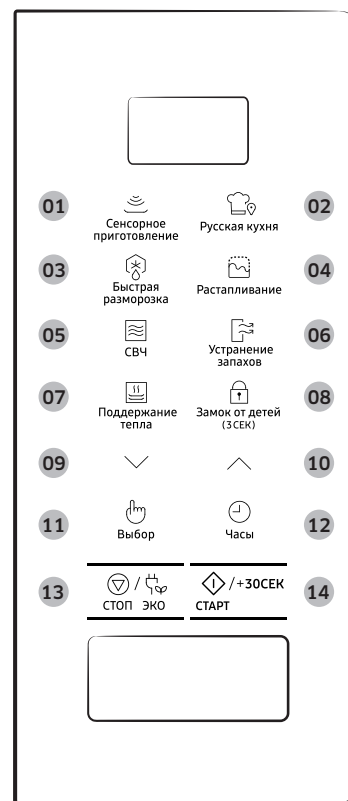 01
Сенсорное
приготовление
Русская кухня
02
03
Быстрая
разморозка
Растапливание
04
05
СВЧ
Устранение
запахов
06
07
Поддержание
тепла
Замок от детей
(3СЕК)
08
09
10
11
Выбор
Часы
12
13
/
СТОП ЭКО
/+30СЕК
СТАРТ
14